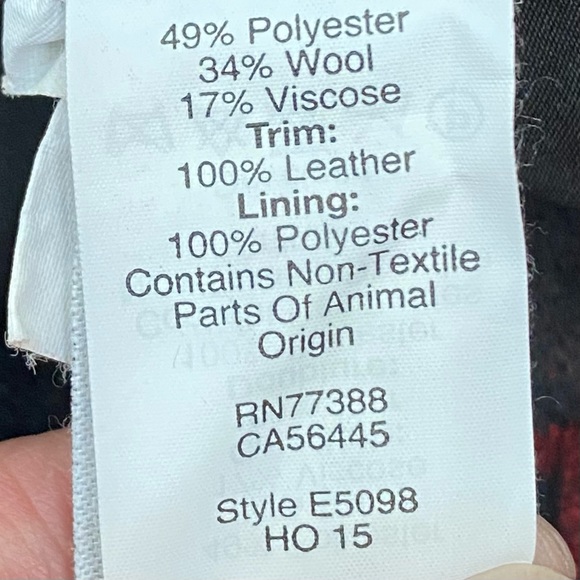 49% Polyester
34% Wool
17% Viscose
Trim:
100% Leather
Lining:
100% Polyester
Contains Non-Textile
Parts Of Animal
Origin
RN77388
CA56445
Style E5098
HO 15